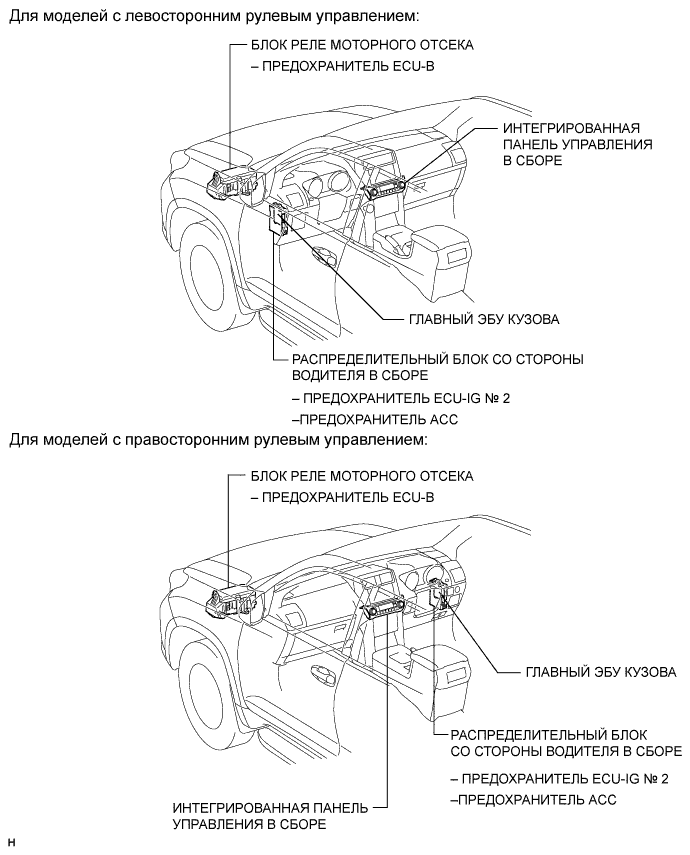 Для моделей с левосторонним рулевым управлением:
БЛОК РЕЛЕ МОТОРНОГО ОТСЕКА
– ПРЕДОХРАНИТЕЛЬ ECU-B
ИНТЕГРИРОВАННАЯ
ПАНЕЛЬ УПРАВЛЕНИЯ
В СБОРЕ
ГЛАВНЫЙ ЭБУ КУЗОВА
РАСПРЕДЕЛИТЕЛЬНЫЙ БЛОК СО СТОРОНЫ
ВОДИТЕЛЯ В СБОРЕ
– ПРЕДОХРАНИТЕЛЬ ECU-IG № 2
–ПРЕДОХРАНИТЕЛЬ ACC
Для моделей с правосторонним рулевым управлением:
БЛОК РЕЛЕ МОТОРНОГО ОТСЕКА
– ПРЕДОХРАНИТЕЛЬ ECU-B
ГЛАВНЫЙ ЭБУ КУЗОВА
РАСПРЕДЕЛИТЕЛЬНЫЙ БЛОК
СО СТОРОНЫ ВОДИТЕЛЯ В СБОРЕ
– ПРЕДОХРАНИТЕЛЬ ECU-IG № 2
–ПРЕДОХРАНИТЕЛЬ ACC
ИНТЕГРИРОВАННАЯ ПАНЕЛЬ
УПРАВЛЕНИЯ В СБОРЕ
н